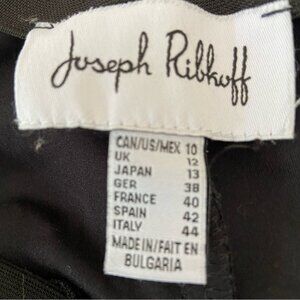 Joseph Ribkoff
CAN/US/MEX 10
UK 12
JAPAN 13
GER 38
FRANCE 40
SPAIN 42
ITALY 44
MADE IN/FAIT EN
BULGARIA